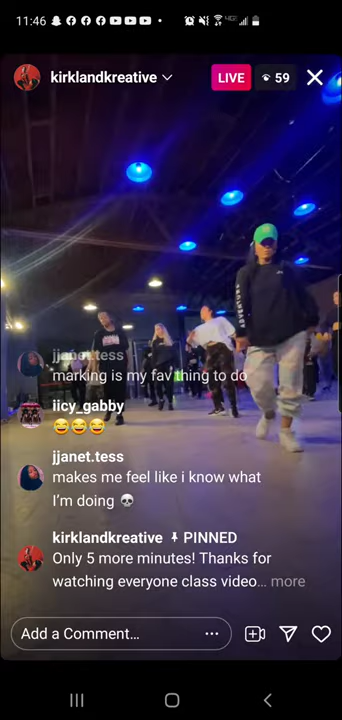 11:46
kirklandkreative
LIVE
59
jjanet.tess
marking is my fav thing to do
iicy_gabby
😂😂😂
jjanet.tess
makes me feel like i know what
I'm doing 💀
kirklandkreative PINNED
Only 5 more minutes! Thanks for
watching everyone class video... more
Add a Comment...